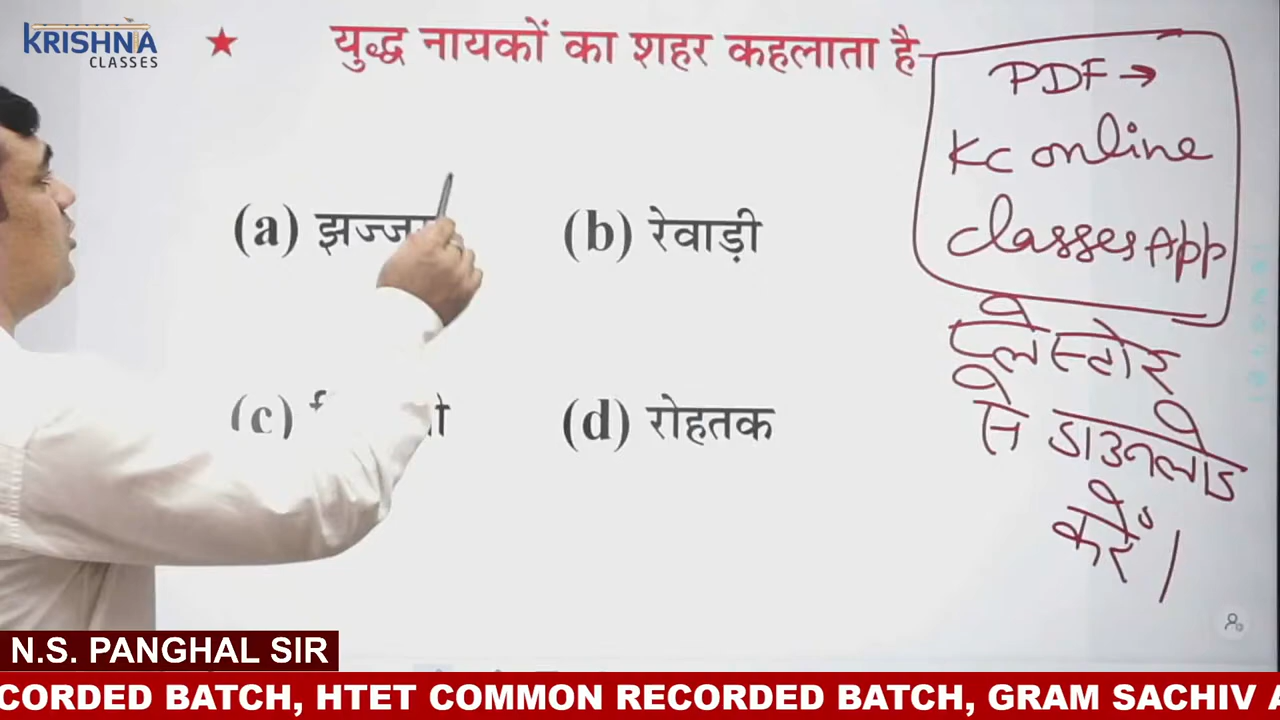 KRISHNA
CLASSES
युद्ध नायकों का शहर कहलाता है-
(a)
(b) रेवाड़ी
(c)
(d) रोहतक
PDF →
KC online
classes App
प्लेस्टोर
से डाउनलोड
करें।
N.S. PANGHAL SIR
CORDED BATCH, HTET COMMON RECORDED BATCH, GRAM SACHIV A